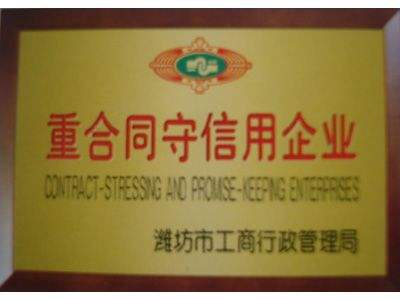 重合同守信用企业
CONTRACT-STRESSING AND PROMISE-KEEPING ENTERPRISES
潍坊市工商行政管理局